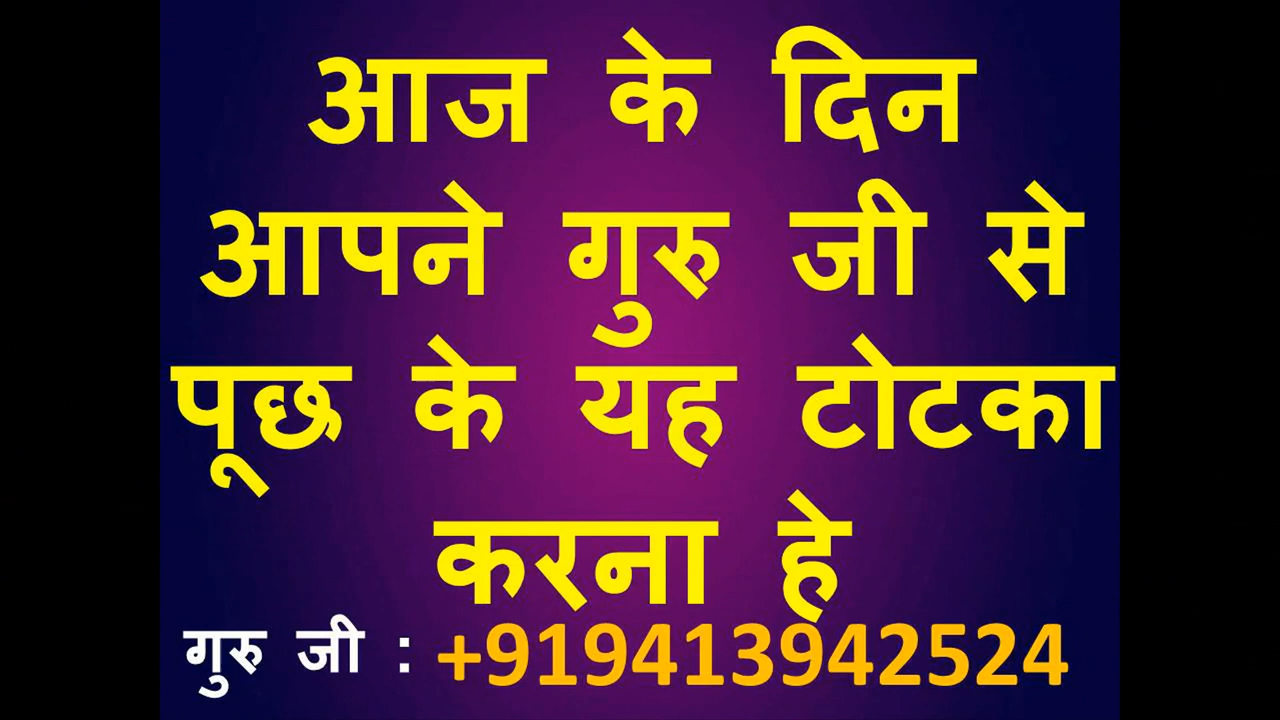 आज के दिन
आपने गुरु जी से
पूछ के यह टोटका
करना हे
गुरु जी : +919413942524